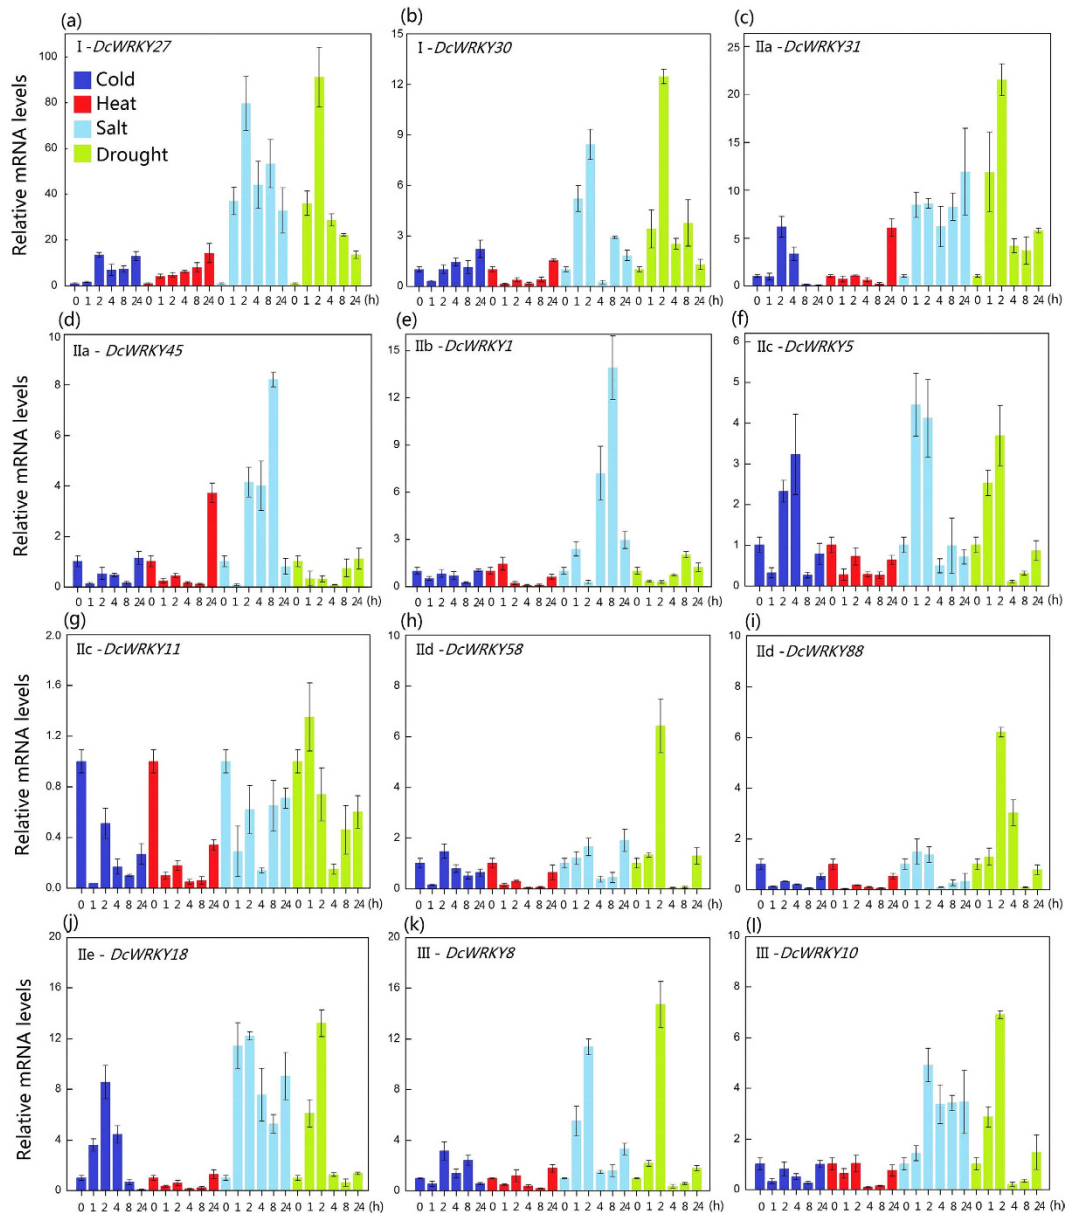 (a) (b) (c)
I - DcWRKY27 I - DcWRKY30 IIa - DcWRKY31
Cold
Heat
Salt
Drought
Relative mRNA levels
100 80 60 40 20 0
15 12 9 6 3 0
25 20 15 10 5 0
0 1 2 4 8 24 0 1 2 4 8 24 0 1 2 4 8 24 0 1 2 4 8 24 (h)
0 1 2 4 8 24 0 1 2 4 8 24 0 1 2 4 8 24 0 1 2 4 8 24 (h)
0 1 2 4 8 24 0 1 2 4 8 24 0 1 2 4 8 24 0 1 2 4 8 24 (h)
(d) (e) (f)
IIa - DcWRKY45 IIb - DcWRKY1 IIc - DcWRKY5
Relative mRNA levels
10 8 6 4 2 0
15 12 9 6 3 0
6 5 4 3 2 1 0
0 1 2 4 8 24 0 1 2 4 8 24 0 1 2 4 8 24 0 1 2 4 8 24 (h)
0 1 2 4 8 24 0 1 2 4 8 24 0 1 2 4 8 24 0 1 2 4 8 24 (h)
0 1 2 4 8 24 0 1 2 4 8 24 0 1 2 4 8 24 0 1 2 4 8 24 (h)
(g) (h) (i)
IIc - DcWRKY11 IId - DcWRKY58 IId - DcWRKY88
Relative mRNA levels
2.0 1.6 1.2 0.8 0.4 0.0
10 8 6 4 2 0
10 8 6 4 2 0
0 1 2 4 8 24 0 1 2 4 8 24 0 1 2 4 8 24 0 1 2 4 8 24 (h)
0 1 2 4 8 24 0 1 2 4 8 24 0 1 2 4 8 24 0 1 2 4 8 24 (h)
0 1 2 4 8 24 0 1 2 4 8 24 0 1 2 4 8 24 0 1 2 4 8 24 (h)
(j) (k) (l)
IIe - DcWRKY18 III - DcWRKY8 III - DcWRKY10
Relative mRNA levels
20 16 12 8 4 0
20 16 12 8 4 0
10 8 6 4 2 0
0 1 2 4 8 24 0 1 2 4 8 24 0 1 2 4 8 24 0 1 2 4 8 24 (h)
0 1 2 4 8 24 0 1 2 4 8 24 0 1 2 4 8 24 0 1 2 4 8 24 (h)
0 1 2 4 8 24 0 1 2 4 8 24 0 1 2 4 8 24 0 1 2 4 8 24 (h)